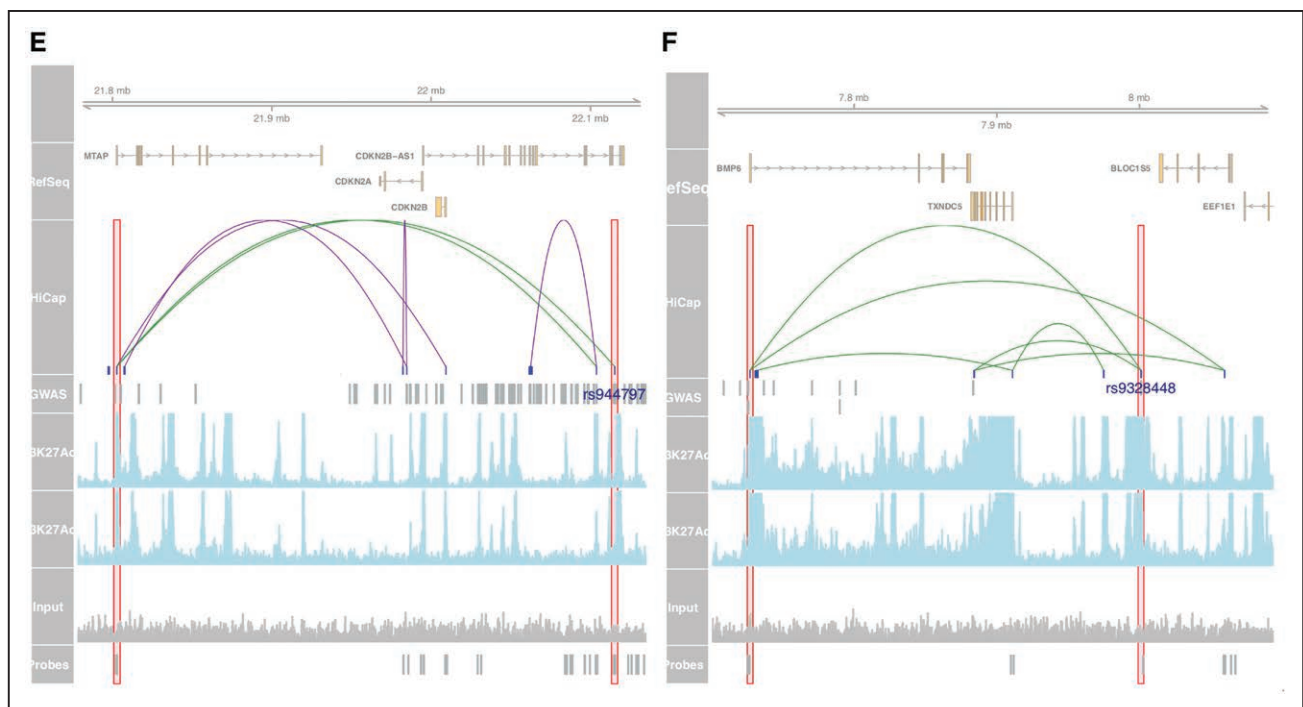 E
21.8 mb
22 mb
21.9 mb
22.1 mb
MTAP
CDKN2B-AS1
CDKN2A
CDKN2B
RefSeq
HiCap
GWAS
rs944797
3K27Ac
3K27Ac
Input
Probes
F
7.8 mb
8 mb
7.9 mb
BMP6
BLOC1S5
TXNDC5
EEF1E1
efSeq
HiCap
GWAS
rs9328448
3K27Ac
3K27Ac
Input
Probes